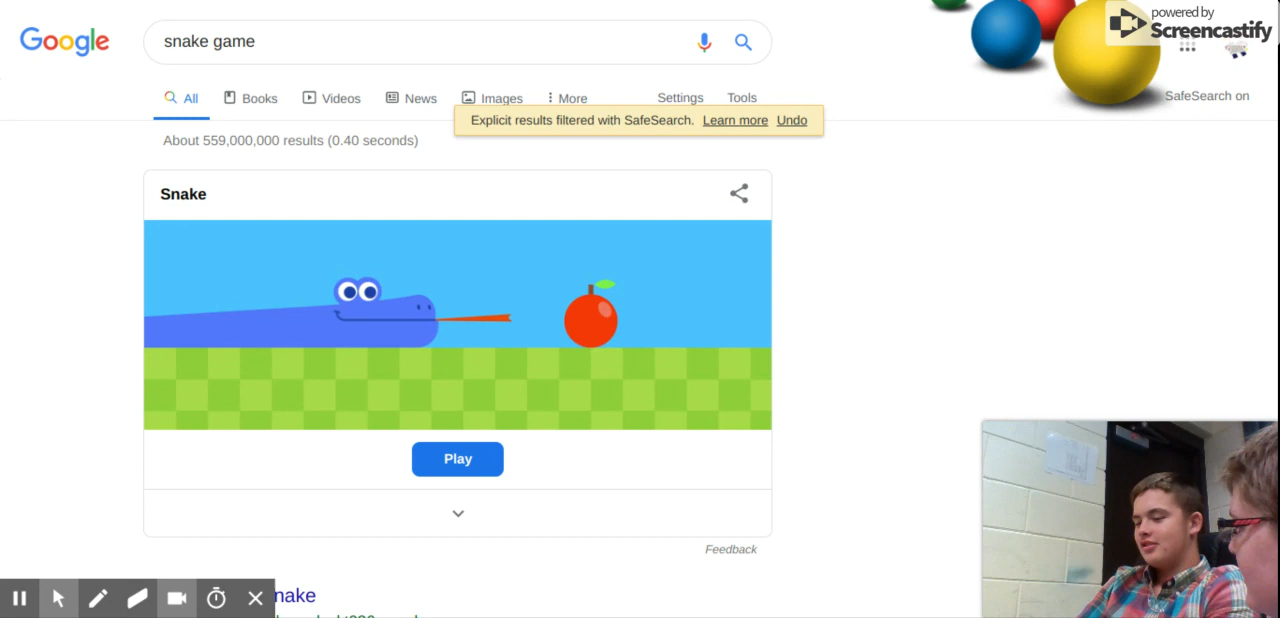 powered by
Screencastify
Google
snake game
All
Books
Videos
News
Images
More
Settings
Tools
SafeSearch on
Explicit results filtered with SafeSearch. Learn more Undo
About 559,000,000 results (0.40 seconds)
Snake
Play
Feedback
nake